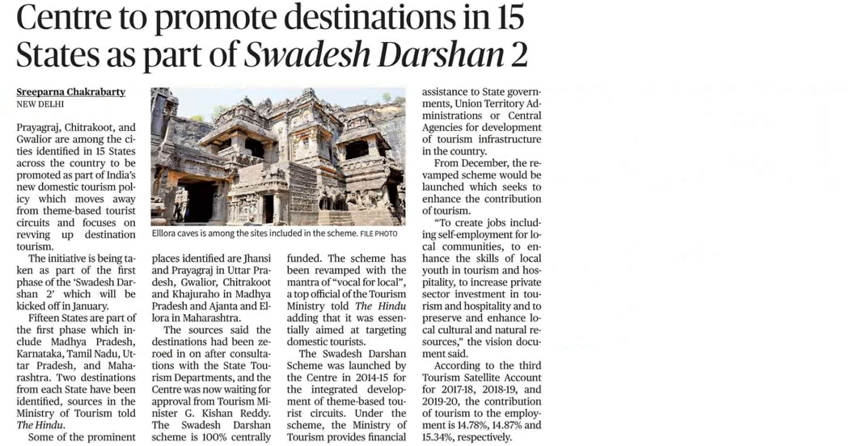 Centre to promote destinations in 15
States as part of Swadesh Darshan 2
Sreeparna Chakrabarty
NEW DELHI
Prayagraj, Chitrakoot, and
Gwalior are among the ci-
ties identified in 15 States
across the country to be
promoted as part of India's
new domestic tourism pol-
icy which moves away
from theme-based tourist
circuits and focuses on
revving up destination
tourism.
The initiative is being ta-
ken as part of the first
phase of the 'Swadesh Dar-
shan 2' which will be
kicked off in January.
Fifteen States are part of
the first phase which in-
clude Madhya Pradesh,
Karnataka, Tamil Nadu, Ut-
tar Pradesh, and Maha-
rashtra. Two destinations
from each State have been
identified, sources in the
Ministry of Tourism told
The Hindu.
Some of the prominent
Elllora caves is among the sites included in the scheme. FILE PHOTO
places identified are Jhansi
and Prayagraj in Uttar Pra-
desh, Gwalior, Chitrakoot
and Khajuraho in Madhya
Pradesh and Ajanta and El-
lora in Maharashtra.
The sources said the
destinations had been ze-
roed in on after consulta-
tions with the State Tou-
rism Departments, and the
Centre was now waiting for
approval from Tourism Mi-
nister G. Kishan Reddy.
The Swadesh Darshan
scheme is 100% centrally
funded. The scheme has
been revamped with the
mantra of "vocal for local",
a top official of the Tourism
Ministry told The Hindu
adding that it was essen-
tially aimed at targeting
domestic tourists.
The Swadesh Darshan
Scheme was launched by
the Centre in 2014-15 for
the integrated develop-
ment of theme-based tou-
rist circuits. Under the
scheme, the Ministry of
Tourism provides financial
assistance to State govern-
ments, Union Territory Ad-
ministrations or Central
Agencies for development
of tourism infrastructure
in the country.
From December, the re-
vamped scheme would be
launched which seeks to
enhance the contribution
of tourism.
"To create jobs includ-
ing self-employment for lo-
cal communities, to en-
hance the skills of local
youth in tourism and hos-
pitality, to increase private
sector investment in tou-
rism and hospitality and to
preserve and enhance lo-
cal cultural and natural re-
sources," the vision docu-
ment said.
According to the third
Tourism Satellite Account
for 2017-18, 2018-19, and
2019-20, the contribution
of tourism to the employ-
ment is 14.78%, 14.87% and
15.34%, respectively.